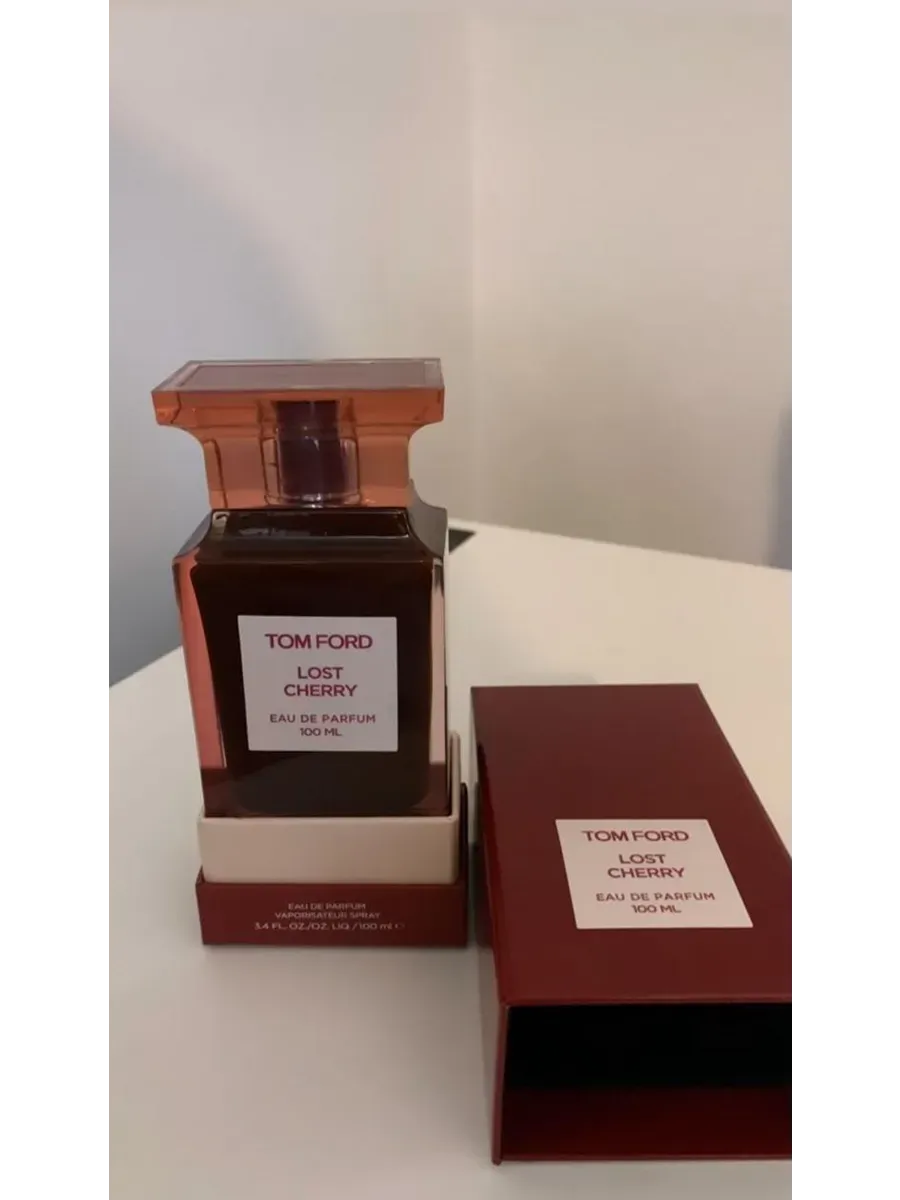 TOM FORD
LOST
CHERRY
EAU DE PARFUM
100 ML
EAU DE PARFUM
VAPORISATEUR SPRAY
3.4 FL. OZ./OZ. LIQ. / 100 ml ℮
TOM FORD
LOST
CHERRY
EAU DE PARFUM
100 ML